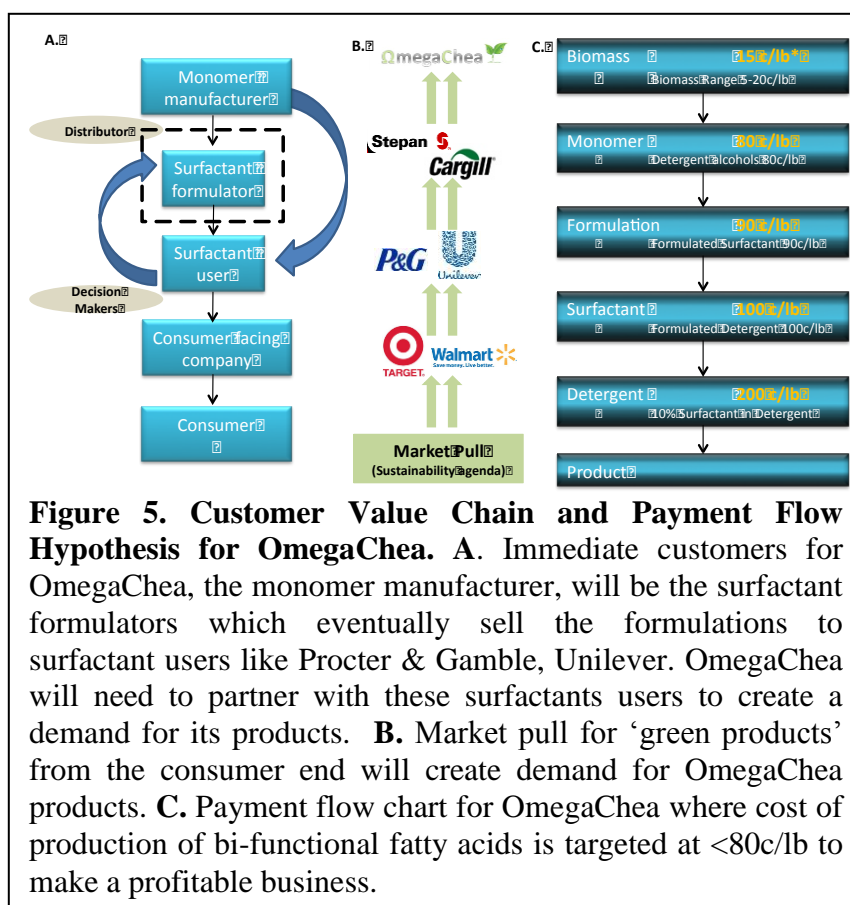 A.
Monomer
manufacturer
Distributor
Surfactant
formulator
Surfactant
user
Decision
Makers
Consumer facing
company
Consumer
B.
ΩmegaChea
Stepan S.
Cargill
P&G
Unilever
TARGET.
Walmart
Save money. Live better.
Market Pull
(Sustainability agenda)
C.
Biomass 15 c/lb*
Biomass Range 5-20c/lb
Monomer 80 c/lb
Detergent alcohols 80c/lb
Formulation 90 c/lb
Formulated Surfactant 90c/lb
Surfactant 100 c/lb
Formulated Detergent 100c/lb
Detergent 200 c/lb
10% Surfactant in Detergent
Product
Figure 5. Customer Value Chain and Payment Flow
Hypothesis for OmegaChea. A. Immediate customers for
OmegaChea, the monomer manufacturer, will be the surfactant
formulators which eventually sell the formulations to
surfactant users like Procter & Gamble, Unilever. OmegaChea
will need to partner with these surfactants users to create a
demand for its products. B. Market pull for ‘green products’
from the consumer end will create demand for OmegaChea
products. C. Payment flow chart for OmegaChea where cost of
production of bi-functional fatty acids is targeted at <80c/lb to
make a profitable business.